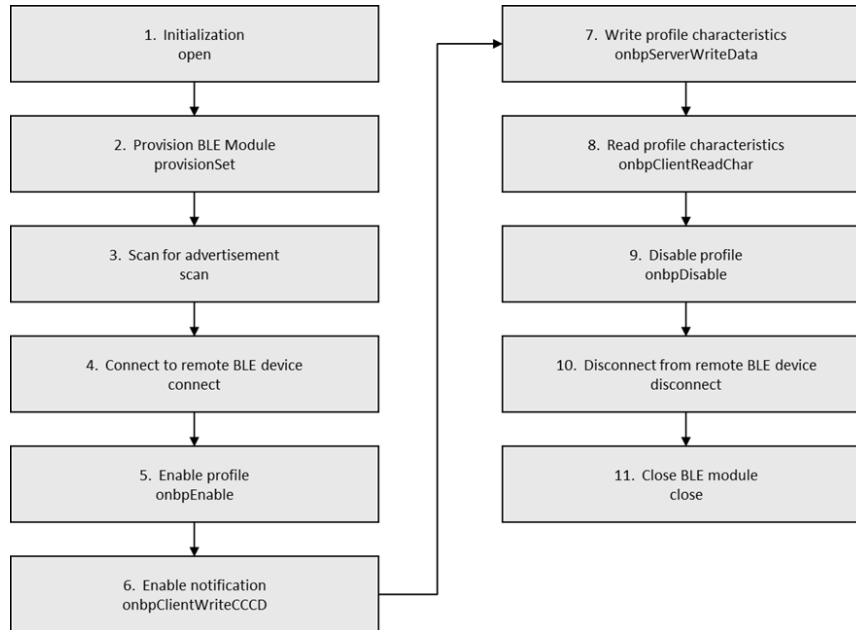 1. Initialization
open
2. Provision BLE Module
provisionSet
3. Scan for advertisement
scan
4. Connect to remote BLE device
connect
5. Enable profile
onbpEnable
6. Enable notification
onbpClientWriteCCCD
7. Write profile characteristics
onbpServerWriteData
8. Read profile characteristics
onbpClientReadChar
9. Disable profile
onbpDisable
10. Disconnect from remote BLE device
disconnect
11. Close BLE module
close